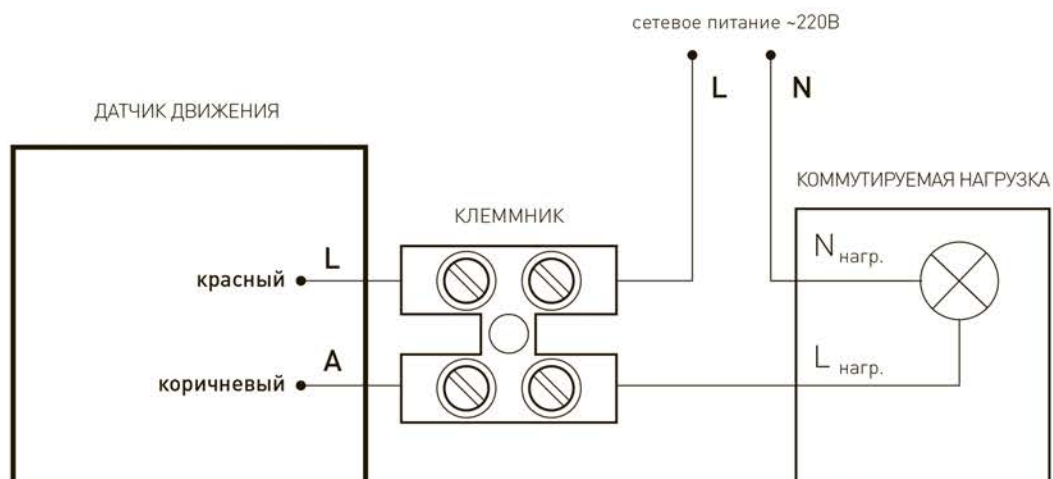 сетевое питание ~220В
L N
ДАТЧИК ДВИЖЕНИЯ
КОММУТИРУЕМАЯ НАГРУЗКА
КЛЕММНИК
N нагр.
красный L
L нагр.
коричневый A